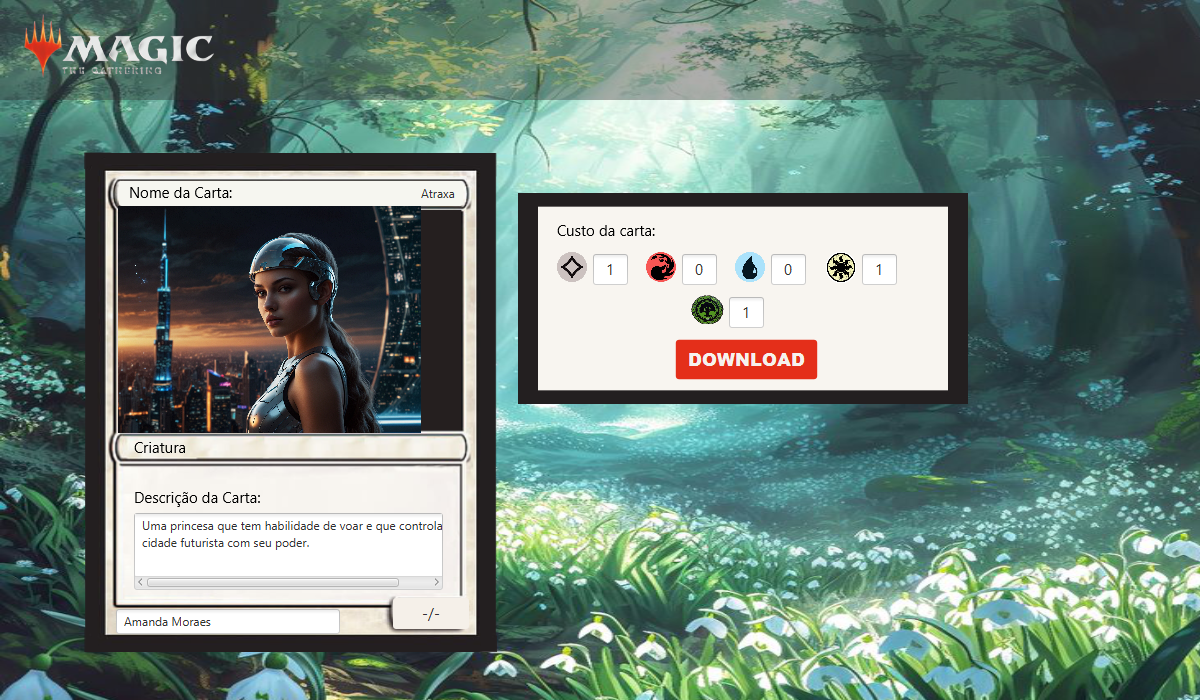 MAGIC
THE GATHERING
Nome da Carta:
Atraxa
Criatura
Descrição da Carta:
Uma princesa que tem habilidade de voar e que controla
cidade futurista com seu poder.
Amanda Moraes
-/-
Custo da carta:
1
0
0
1
1
DOWNLOAD